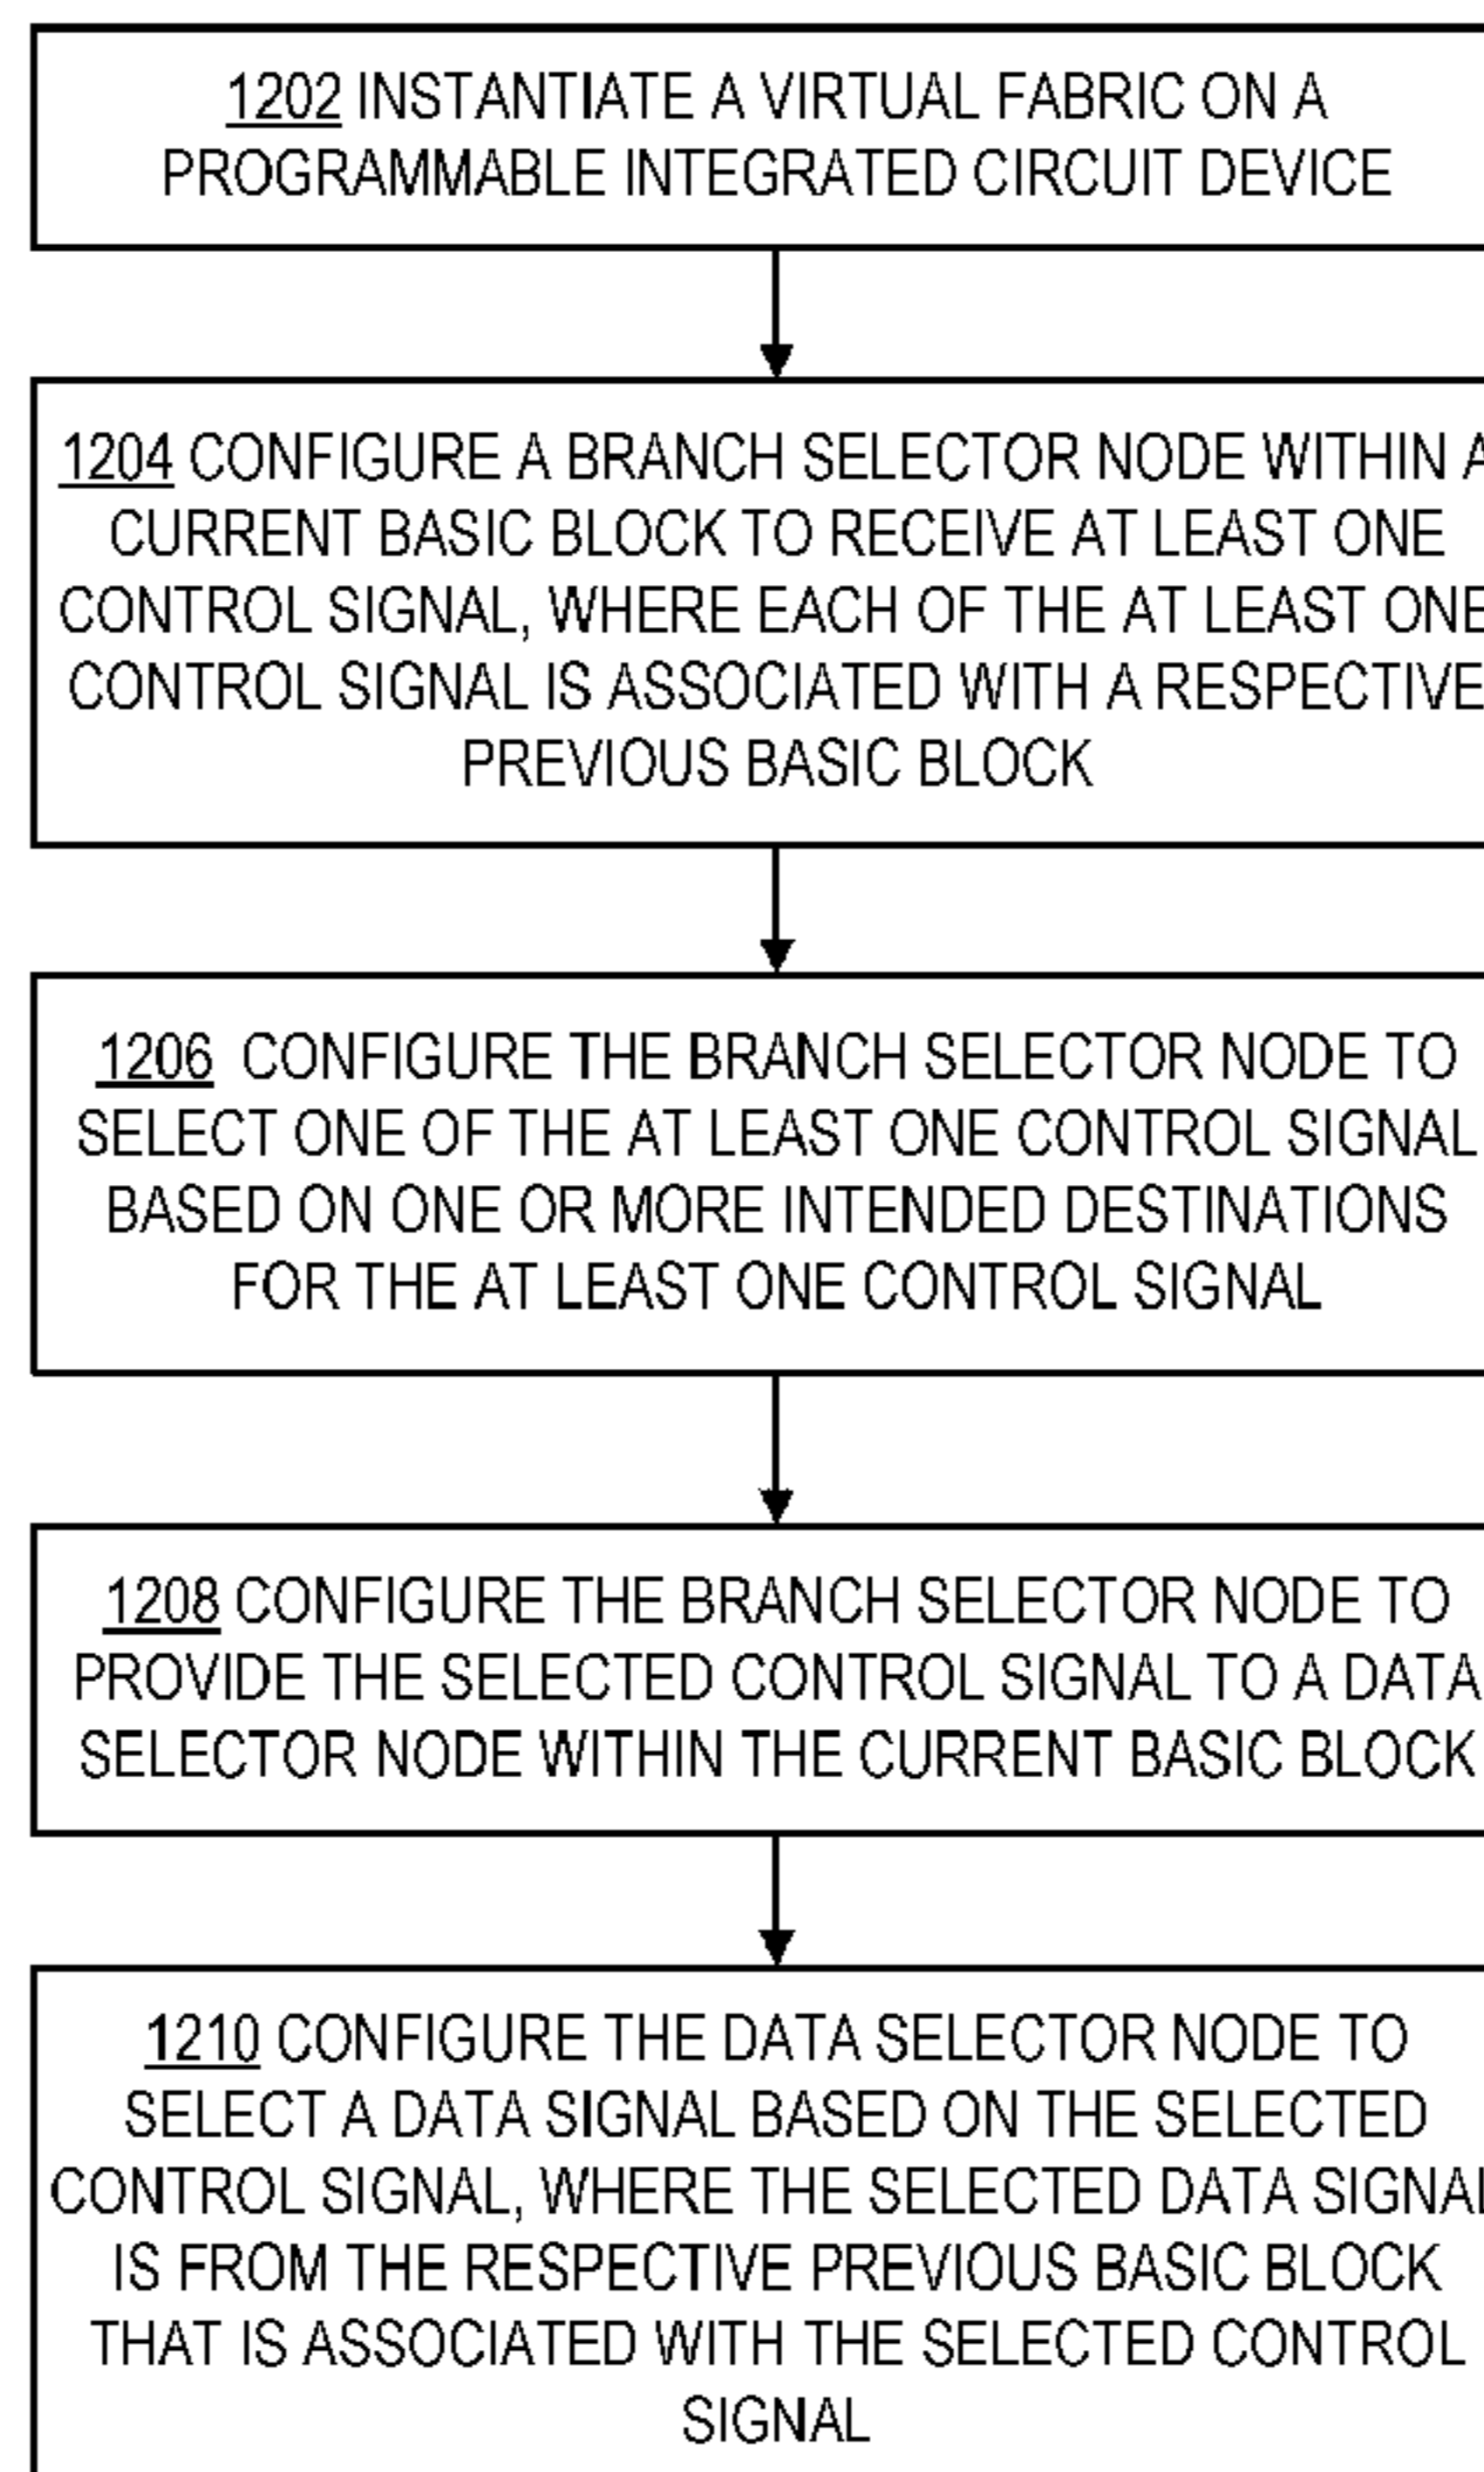 1202 INSTANTIATE A VIRTUAL FABRIC ON A
PROGRAMMABLE INTEGRATED CIRCUIT DEVICE
1204 CONFIGURE A BRANCH SELECTOR NODE WITHIN A
CURRENT BASIC BLOCK TO RECEIVE AT LEAST ONE
CONTROL SIGNAL, WHERE EACH OF THE AT LEAST ONE
CONTROL SIGNAL IS ASSOCIATED WITH A RESPECTIVE
PREVIOUS BASIC BLOCK
1206 CONFIGURE THE BRANCH SELECTOR NODE TO
SELECT ONE OF THE AT LEAST ONE CONTROL SIGNAL
BASED ON ONE OR MORE INTENDED DESTINATIONS
FOR THE AT LEAST ONE CONTROL SIGNAL
1208 CONFIGURE THE BRANCH SELECTOR NODE TO
PROVIDE THE SELECTED CONTROL SIGNAL TO A DATA
SELECTOR NODE WITHIN THE CURRENT BASIC BLOCK
1210 CONFIGURE THE DATA SELECTOR NODE TO
SELECT A DATA SIGNAL BASED ON THE SELECTED
CONTROL SIGNAL, WHERE THE SELECTED DATA SIGNAL
IS FROM THE RESPECTIVE PREVIOUS BASIC BLOCK
THAT IS ASSOCIATED WITH THE SELECTED CONTROL
SIGNAL